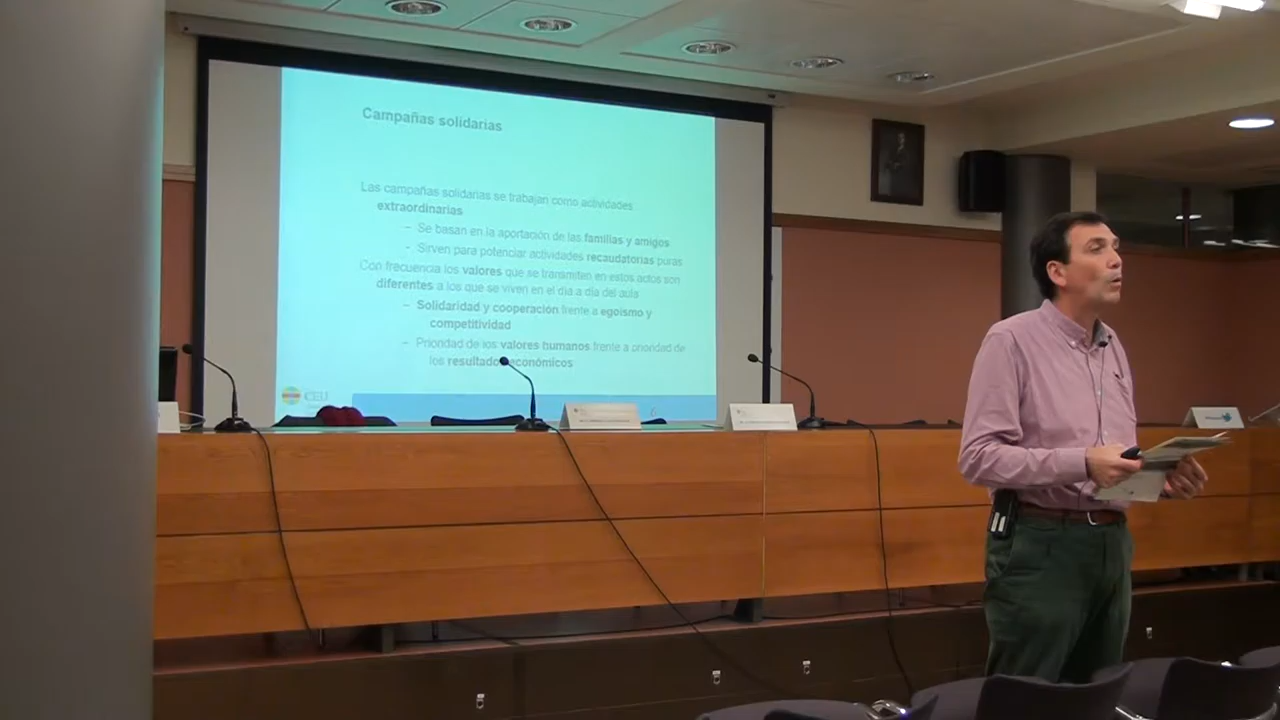 Campañas solidarias
Las campañas solidarias se trabajan como actividades
extraordinarias
– Se basan en la aportación de las familias y amigos
– Sirven para potenciar actividades recaudatorias puras
Con frecuencia los valores que se transmiten en estos actos son
diferentes a los que se viven en el día a día del aula
– Solidaridad y cooperación frente a egoísmo y
competitividad
– Prioridad de los valores humanos frente a prioridad de
los resultados económicos
CEU